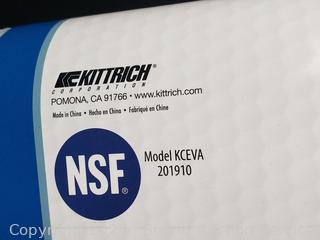 KITTRICH®
CORPORATION
POMONA, CA 91766 • www.kittrich.com
Made in China • Hecho en China • Fabriqué en Chine
NSF®
Model KCEVA
201910